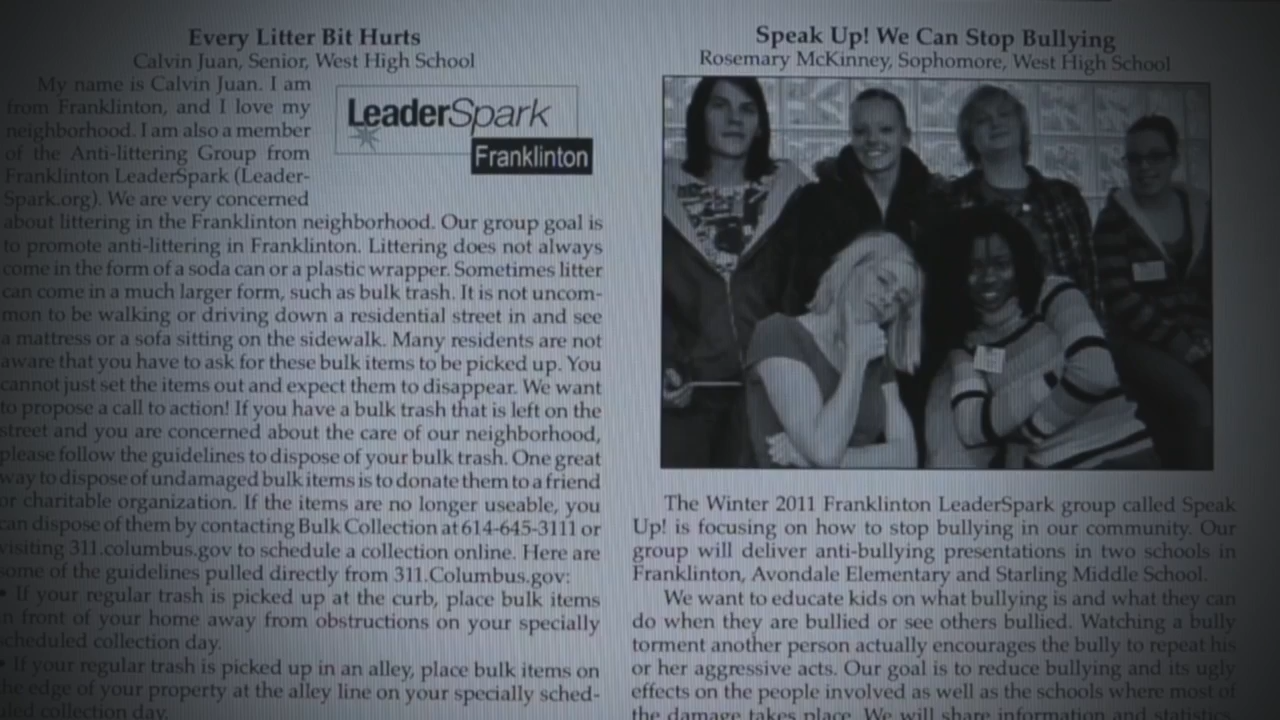 Every Litter Bit Hurts
Calvin Juan, Senior, West High School
My name is Calvin Juan. I am
from Franklinton, and I love my
neighborhood. I am also a member
of the Anti-littering Group from
Franklinton LeaderSpark (Leader-
Spark.org). We are very concerned
LeaderSpark
Franklinton
about littering in the Franklinton neighborhood. Our group goal is
to promote anti-littering in Franklinton. Littering does not always
come in the form of a soda can or a plastic wrapper. Sometimes litter
can come in a much larger form, such as bulk trash. It is not uncom-
mon to be walking or driving down a residential street in and see
a mattress or a sofa sitting on the sidewalk. Many residents are not
aware that you have to ask for these bulk items to be picked up. You
cannot just set the items out and expect them to disappear. We want
to propose a call to action! If you have a bulk trash that is left on the
street and you are concerned about the care of our neighborhood,
please follow the guidelines to dispose of your bulk trash. One great
way to dispose of undamaged bulk items is to donate them to a friend
or charitable organization. If the items are no longer useable, you
can dispose of them by contacting Bulk Collection at 614-645-3111 or
visiting 311.columbus.gov to schedule a collection online. Here are
some of the guidelines pulled directly from 311.Columbus.gov:
• If your regular trash is picked up at the curb, place bulk items
in front of your home away from obstructions on your specially
scheduled collection day.
• If your regular trash is picked up in an alley, place bulk items on
the edge of your property at the alley line on your specially sched-
uled collection day.
Speak Up! We Can Stop Bullying
Rosemary McKinney, Sophomore, West High School
The Winter 2011 Franklinton LeaderSpark group called Speak
Up! is focusing on how to stop bullying in our community. Our
group will deliver anti-bullying presentations in two schools in
Franklinton, Avondale Elementary and Starling Middle School.
We want to educate kids on what bullying is and what they can
do when they are bullied or see others bullied. Watching a bully
torment another person actually encourages the bully to repeat his
or her aggressive acts. Our goal is to reduce bullying and its ugly
effects on the people involved as well as the schools where most of
the damage takes place. We will share information and statistics,